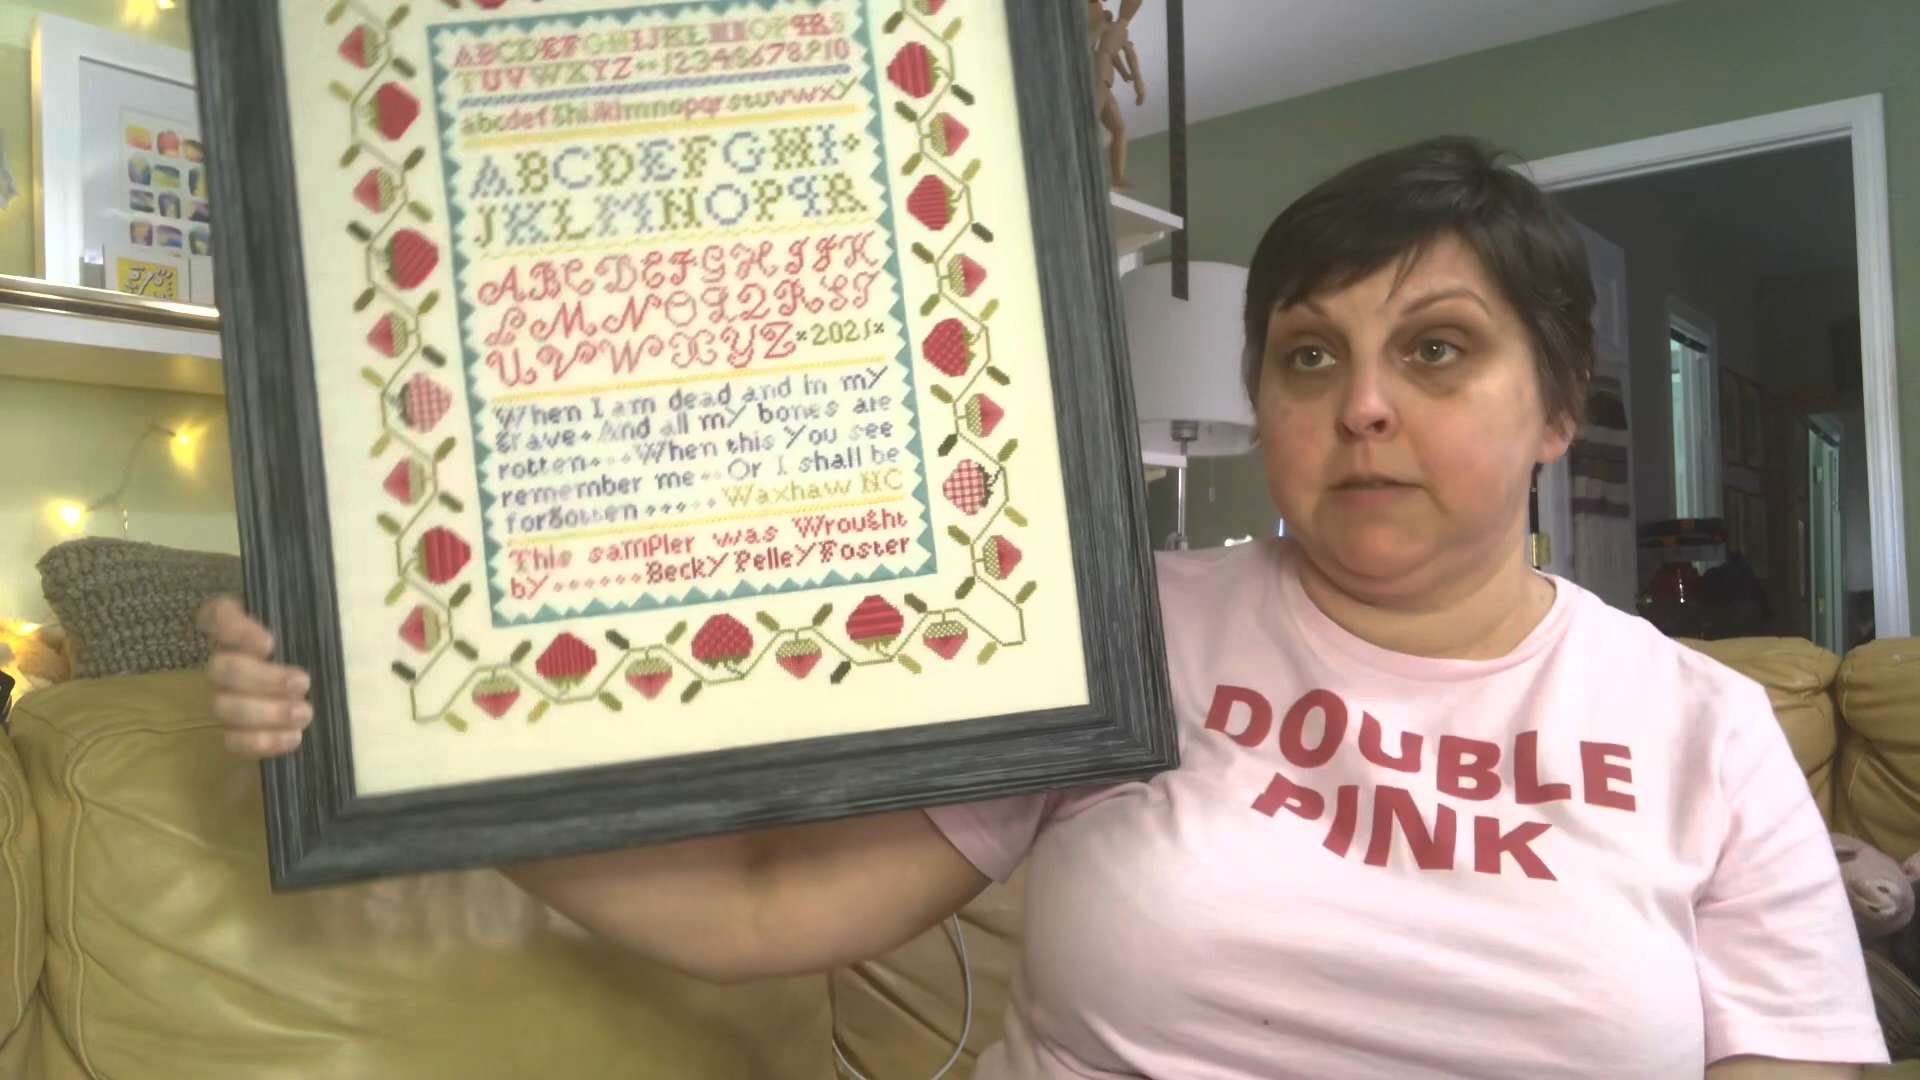 ABCDEFGHIJKLMNOPQRS
TUVWXYZ 12345678910
abcdefghijklmnopqrstuvwxy
ABCDEFGHI
JKLMNOPQR
ABCDEFGHIJK
LMNOPQRST
UVWXYZ*2021*
When I am dead and in my
grave. And all my bones are
rotten...When this you see
remember me.. Or I shall be
forgotten ...... Waxhaw NC
This sampler was Wrought
by ...... Becky Pelley Foster
DOUBLE
PINK